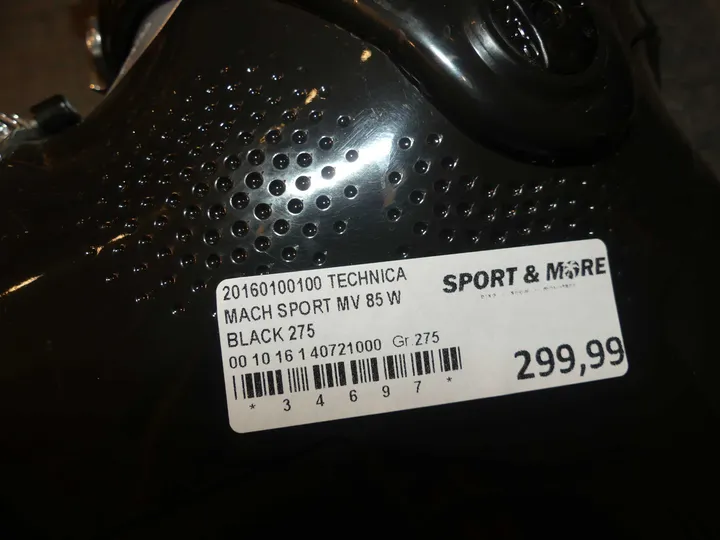 20160100100 TECHNICA
MACH SPORT MV 85 W
BLACK 275
00 10 16 1 40721000 Gr.275
* 3 4 6 9 7 *
SPORT & MORE
299,99